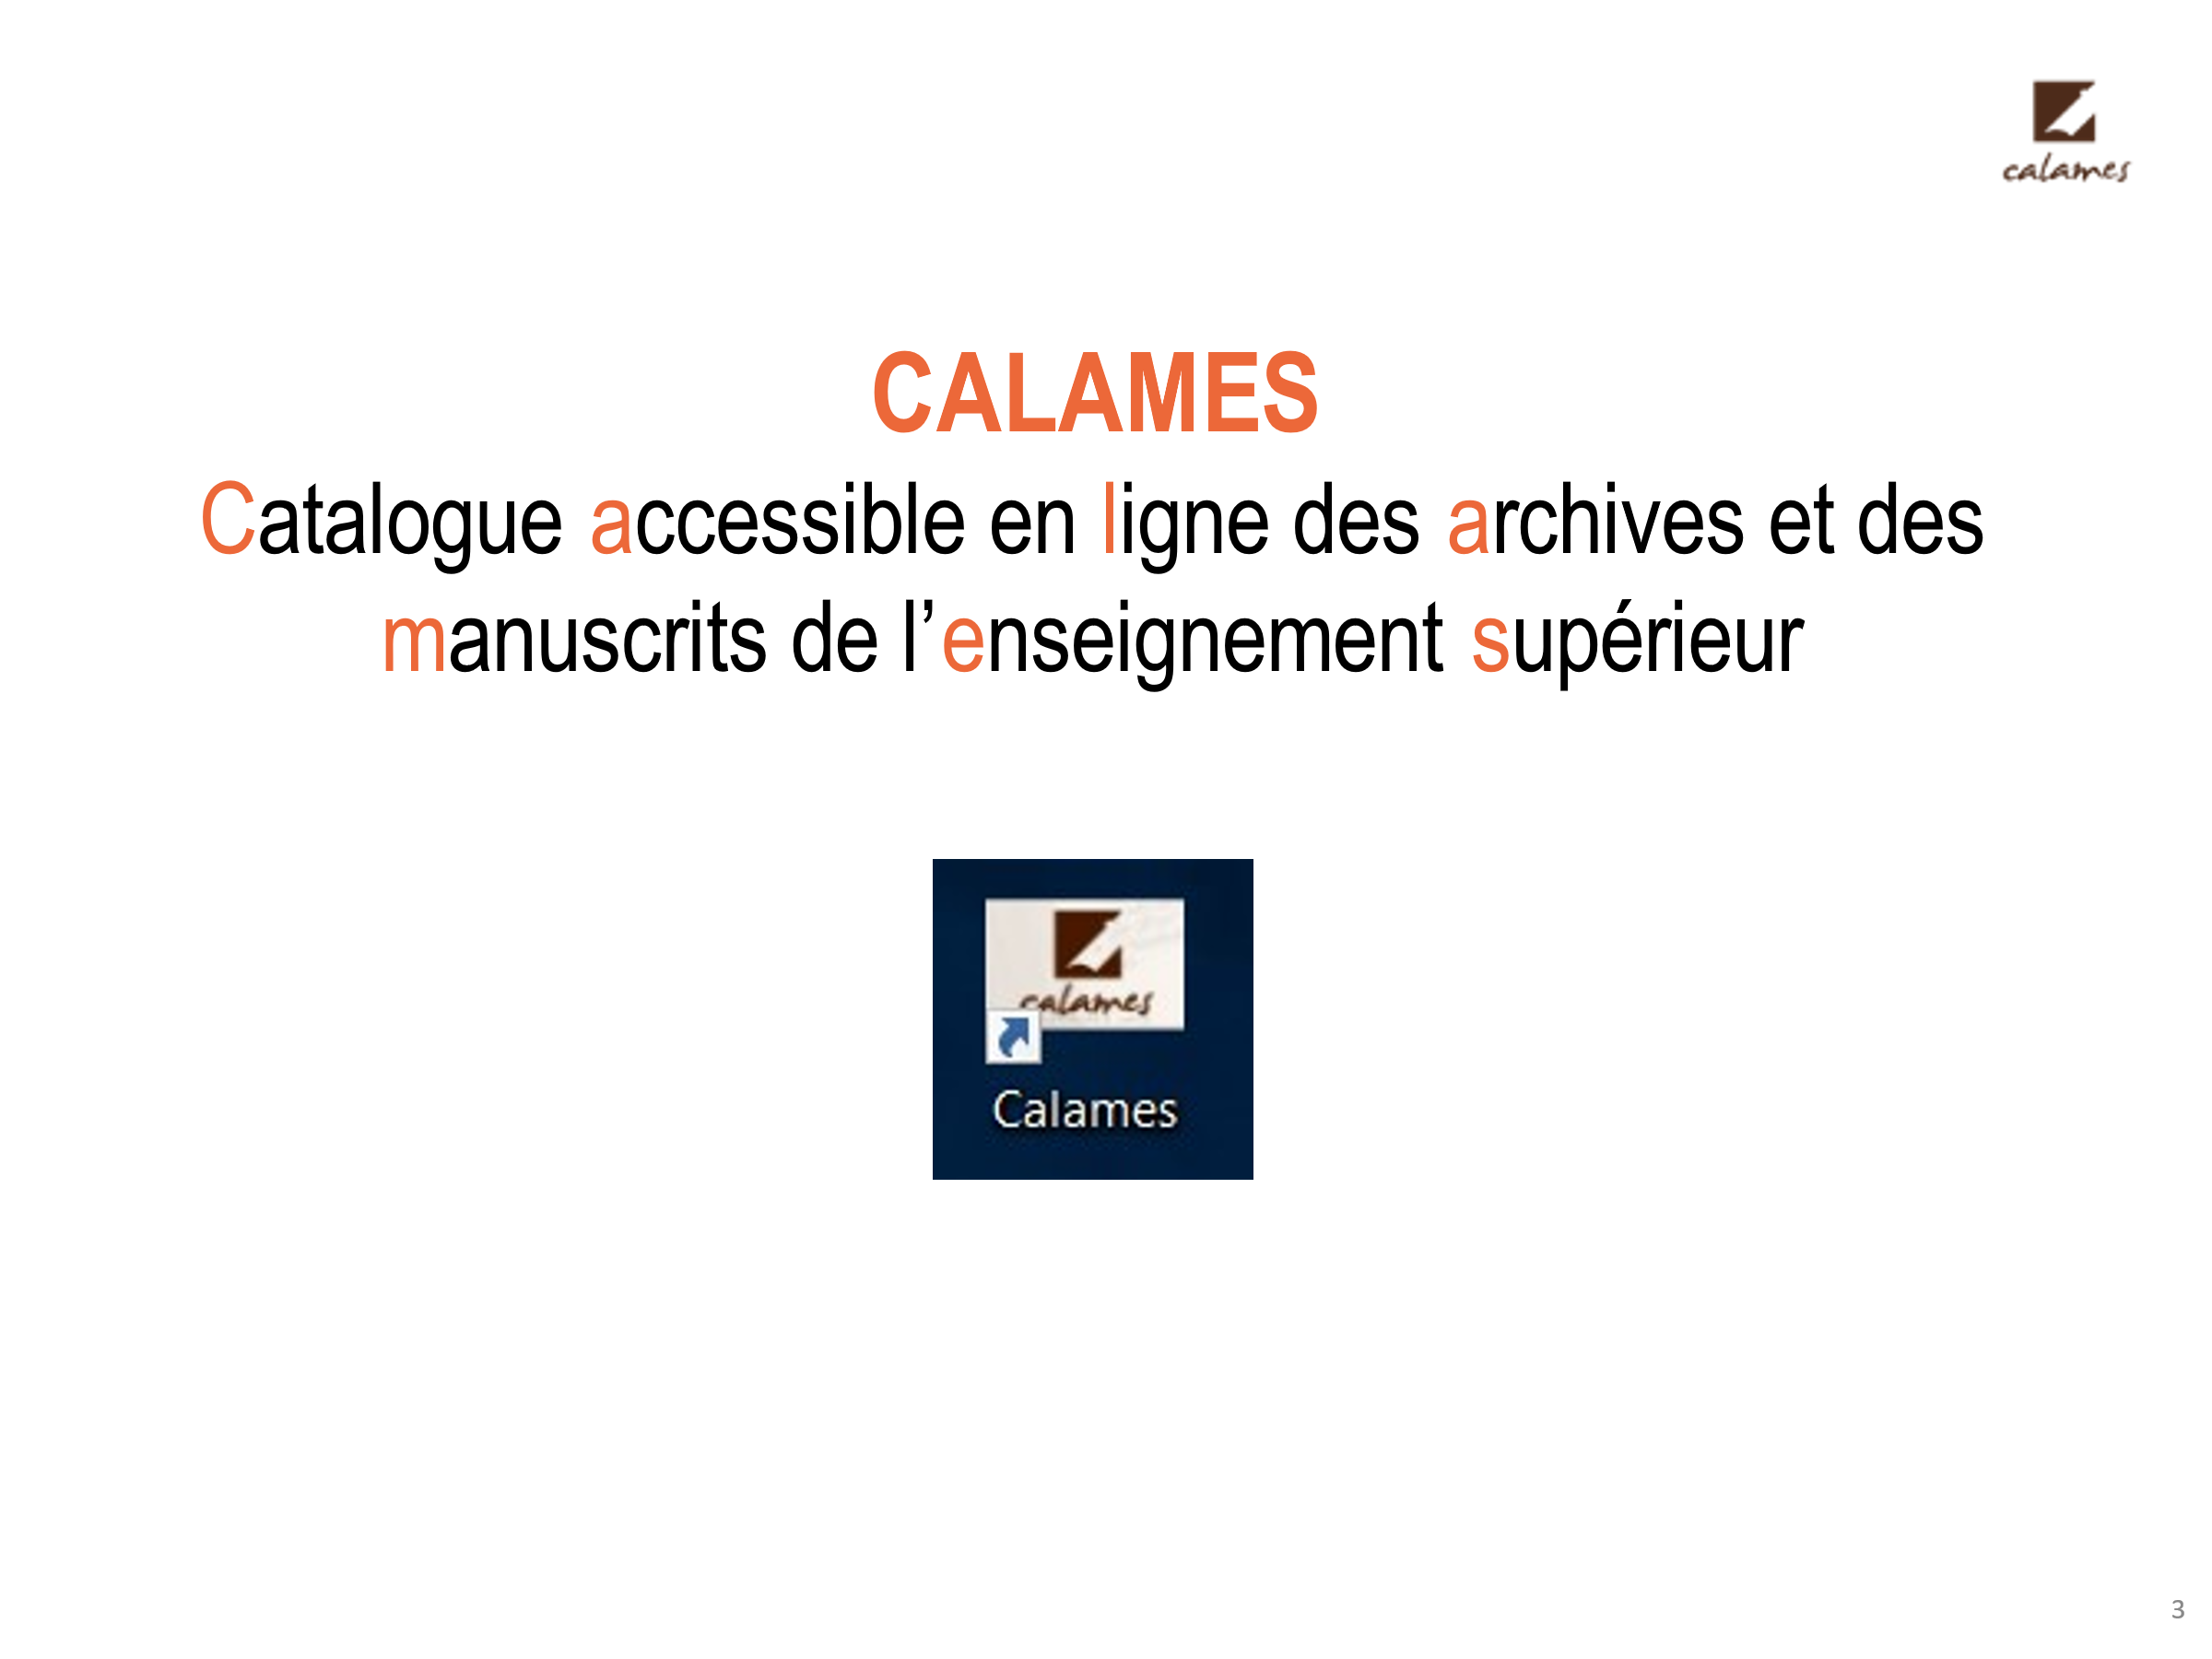 calames
CALAMES
Catalogue accessible en ligne des archives et des
manuscrits de l’enseignement supérieur
calames
Calames
3